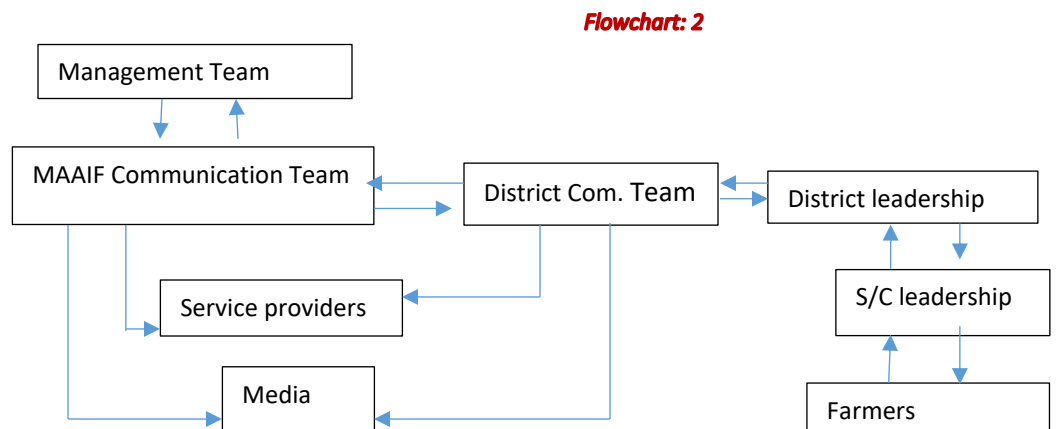 Flowchart: 2
Management Team
MAAIF Communication Team
District Com. Team
District leadership
Service providers
S/C leadership
Media
Farmers